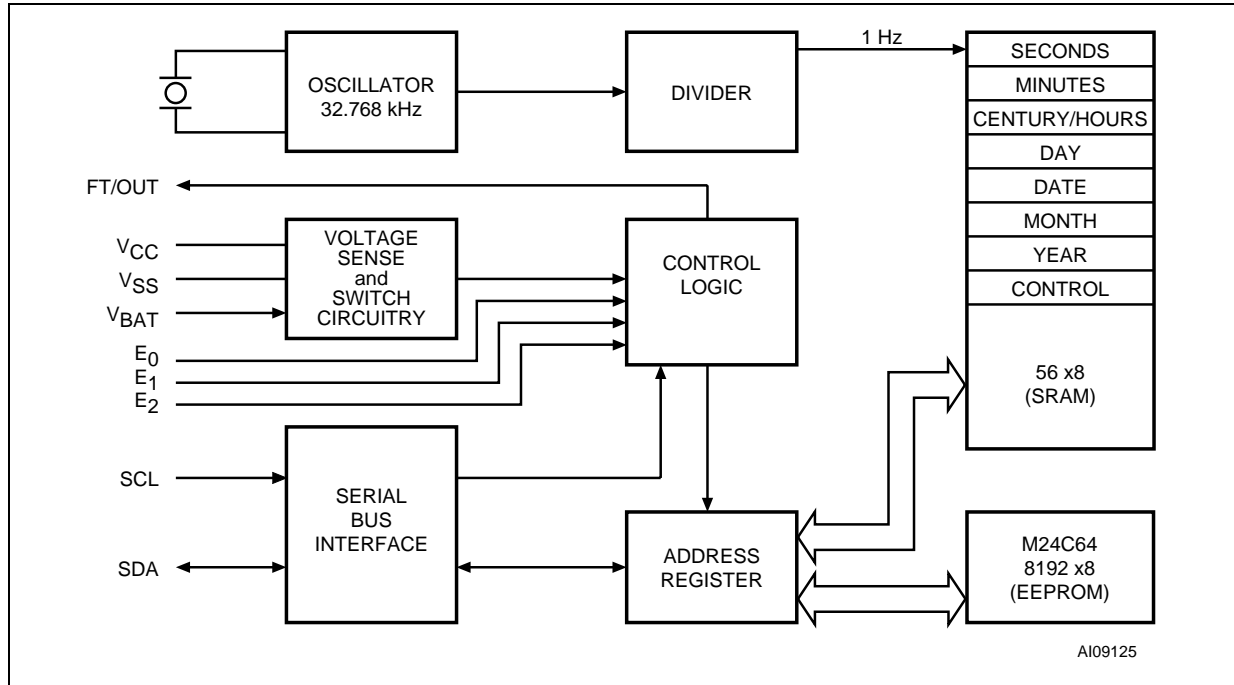 OSCILLATOR
32.768 kHz
DIVIDER
1 Hz
SECONDS
MINUTES
CENTURY/HOURS
DAY
DATE
MONTH
YEAR
CONTROL
56 x8
(SRAM)
FT/OUT
VCC
VSS
VBAT
VOLTAGE
SENSE
and
SWITCH
CIRCUITRY
CONTROL
LOGIC
E0
E1
E2
SCL
SDA
SERIAL
BUS
INTERFACE
ADDRESS
REGISTER
M24C64
8192 x8
(EEPROM)
AI09125